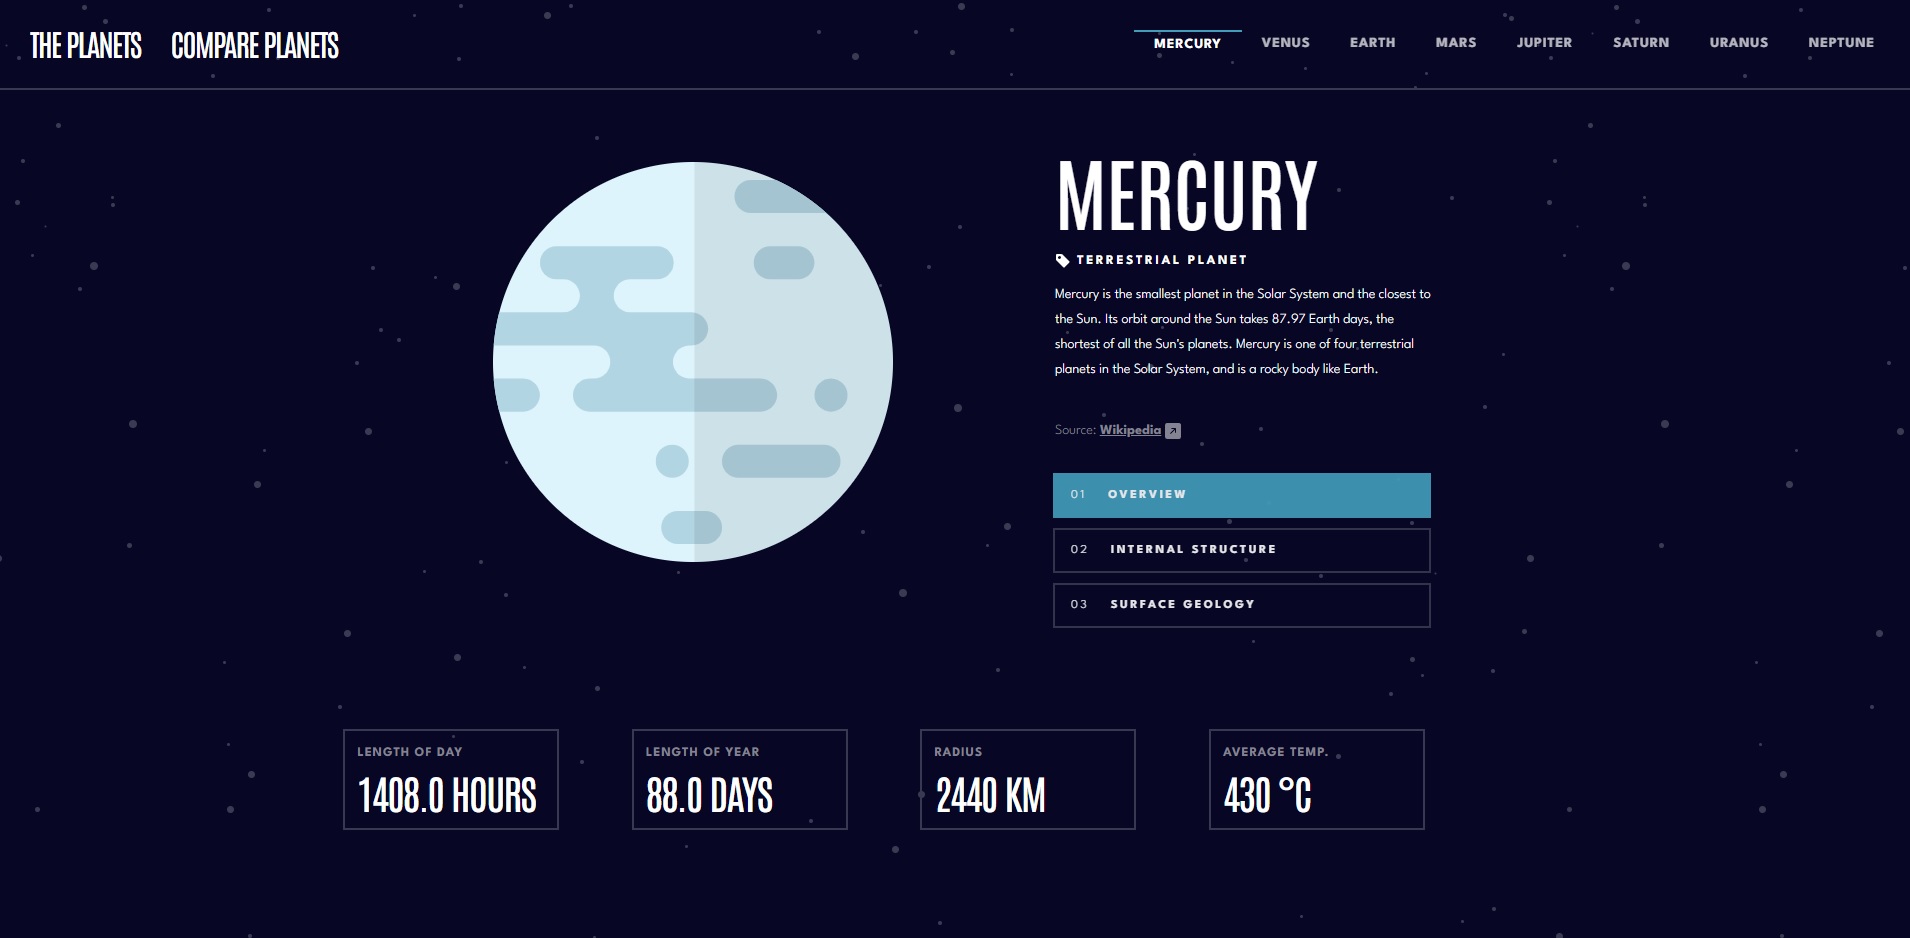 THE PLANETS COMPARE PLANETS MERCURY VENUS EARTH MARS JUPITER SATURN URANUS NEPTUNE
MERCURY
TERRESTRIAL PLANET
Mercury is the smallest planet in the Solar System and the closest to
the Sun. Its orbit around the Sun takes 87.97 Earth days, the
shortest of all the Sun's planets. Mercury is one of four terrestrial
planets in the Solar System, and is a rocky body like Earth.
Source: Wikipedia
01 OVERVIEW
02 INTERNAL STRUCTURE
03 SURFACE GEOLOGY
LENGTH OF DAY
1408.0 HOURS
LENGTH OF YEAR
88.0 DAYS
RADIUS
2440 KM
AVERAGE TEMP.
430 °C